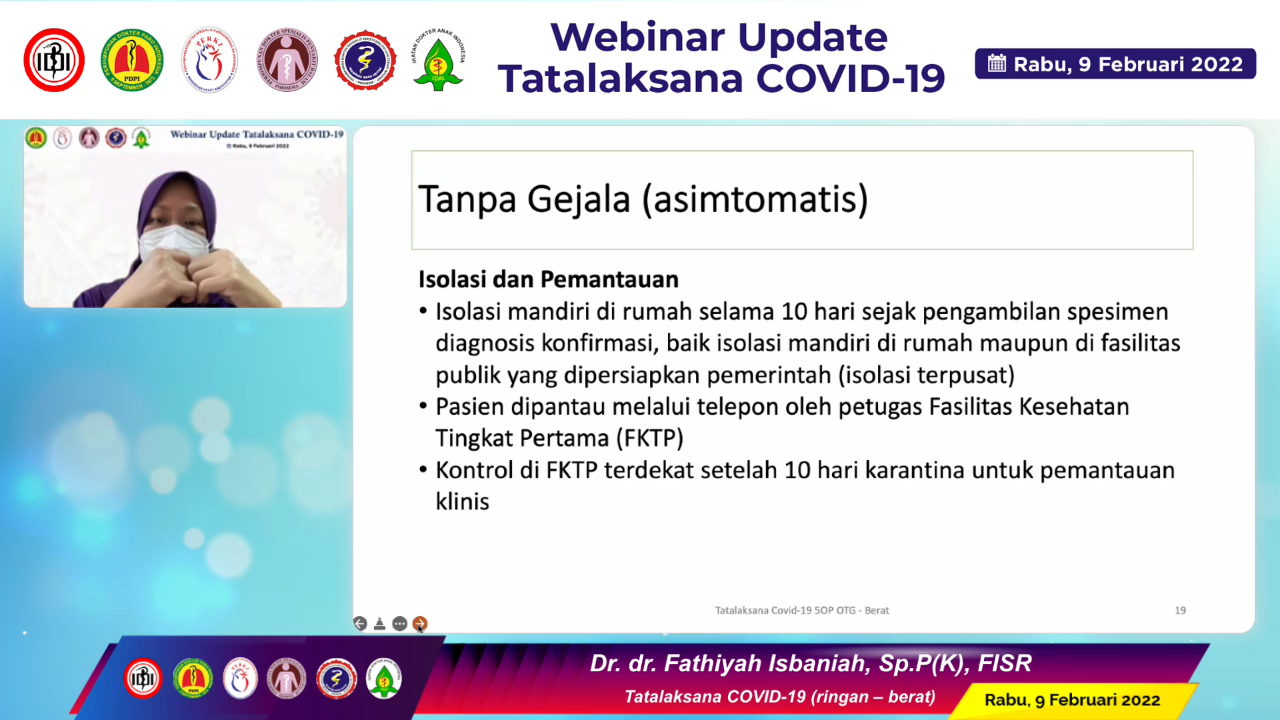 Webinar Update
Tatalaksana COVID-19
Rabu, 9 Februari 2022
Webinar Update Tatalaksana COVID-19
Rabu, 9 Februari 2022
Tanpa Gejala (asimtomatis)
Isolasi dan Pemantauan
• Isolasi mandiri di rumah selama 10 hari sejak pengambilan spesimen
diagnosis konfirmasi, baik isolasi mandiri di rumah maupun di fasilitas
publik yang dipersiapkan pemerintah (isolasi terpusat)
• Pasien dipantau melalui telepon oleh petugas Fasilitas Kesehatan
Tingkat Pertama (FKTP)
• Kontrol di FKTP terdekat setelah 10 hari karantina untuk pemantauan
klinis
Tatalaksana Covid-19 5OP OTG - Berat
19
Dr. dr. Fathiyah Isbaniah, Sp.P(K), FISR
Tatalaksana COVID-19 (ringan – berat)
Rabu, 9 Februari 2022